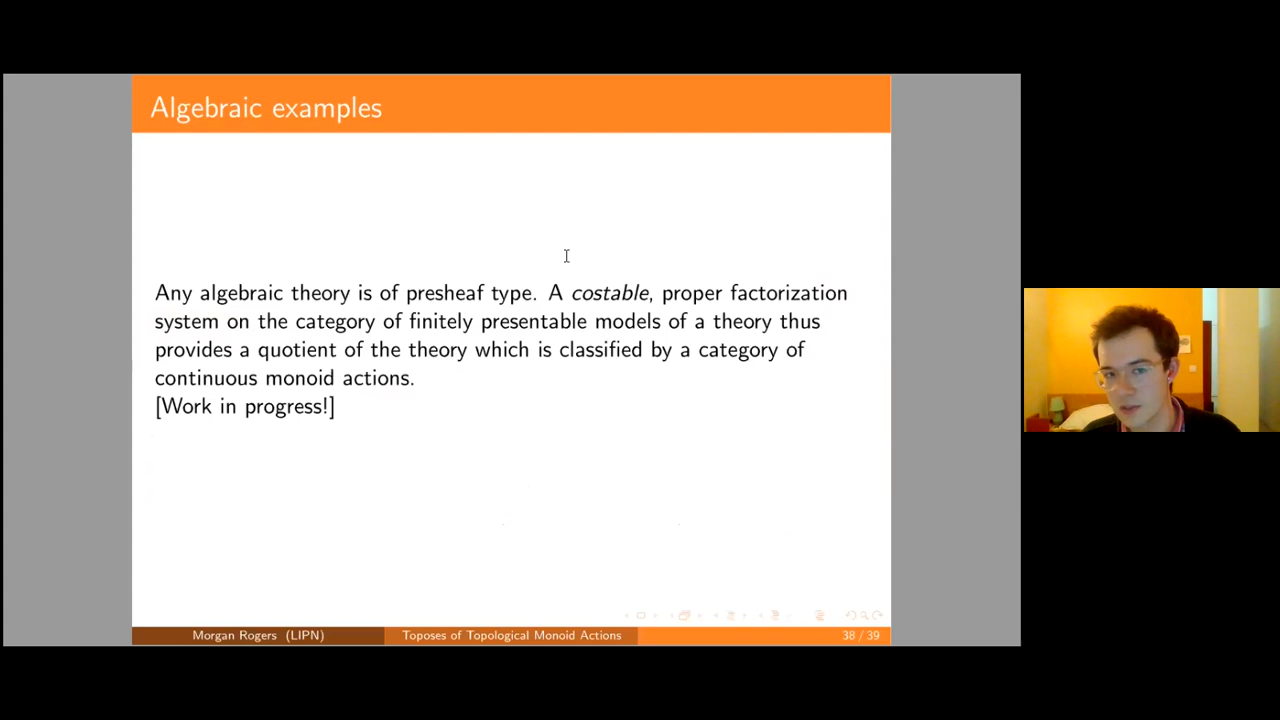 Algebraic examples
Any algebraic theory is of presheaf type. A costable, proper factorization
system on the category of finitely presentable models of a theory thus
provides a quotient of the theory which is classified by a category of
continuous monoid actions.
[Work in progress!]
Morgan Rogers (LIPN)
Toposes of Topological Monoid Actions
38 / 39